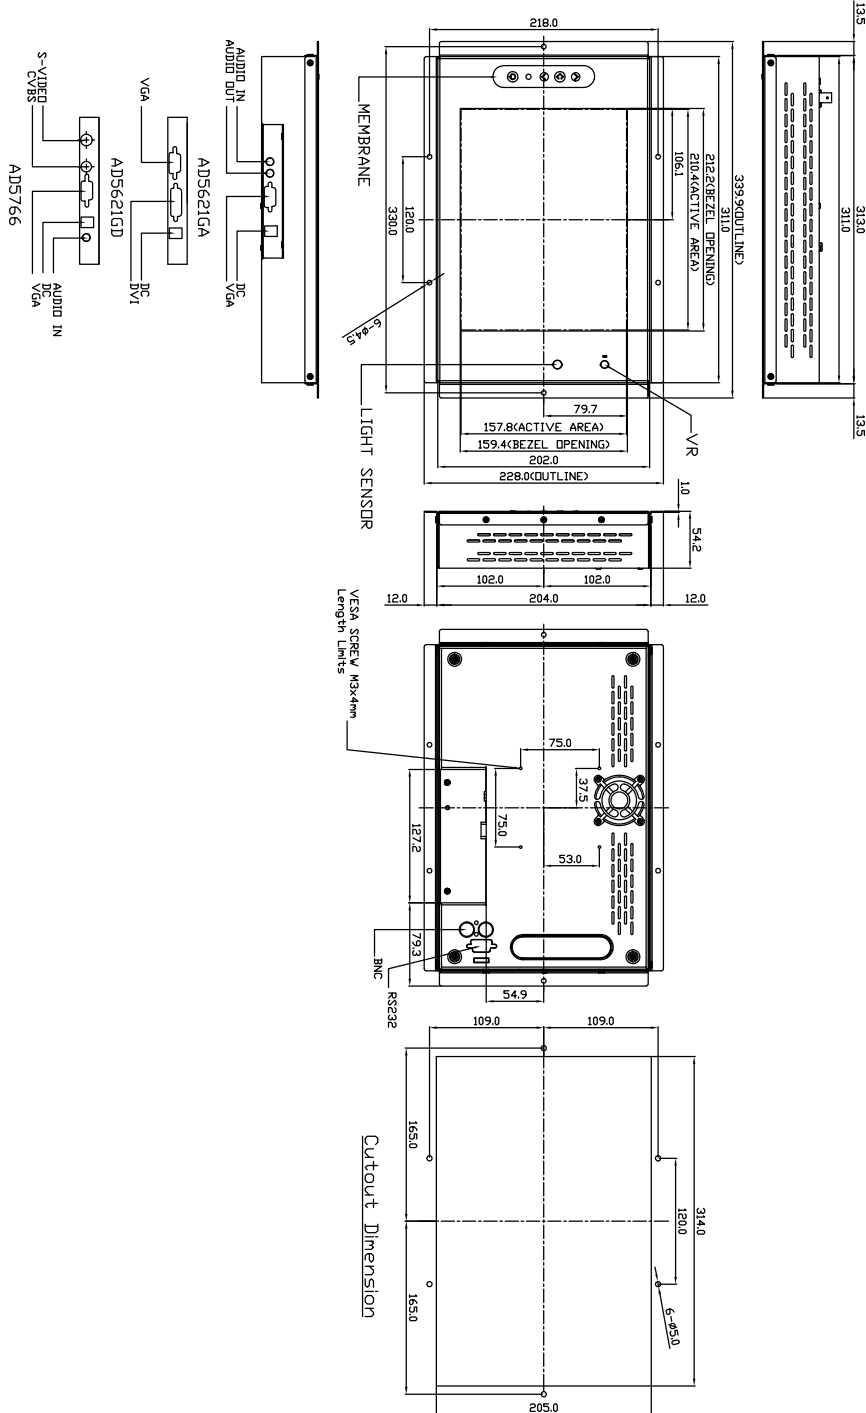 13.5
313.0
311.0
13.5
218.0
339.9(OUTLINE)
311.0
212.2(BEZEL OPENING)
210.4(ACTIVE AREA)
106.1
120.0
330.0
MEMBRANE
6-ø4.5
79.7
157.8(ACTIVE AREA)
159.4(BEZEL OPENING)
202.0
228.0(OUTLINE)
VR
LIGHT SENSOR
AUDIO IN
AUDIO OUT
DC
VGA
AD5621GA
VGA
DC
DVI
AD5621GD
S-VIDEO
CVBS
AUDIO IN
DC
VGA
AD5766
1.0
54.2
102.0
102.0
12.0
204.0
12.0
VESA SCREW M3x4mm
Length Limits
75.0
37.5
75.0
53.0
127.2
79.3
54.9
BNC
RS232
109.0
109.0
165.0
165.0
314.0
120.0
6-ø5.0
205.0
Cutout Dimension